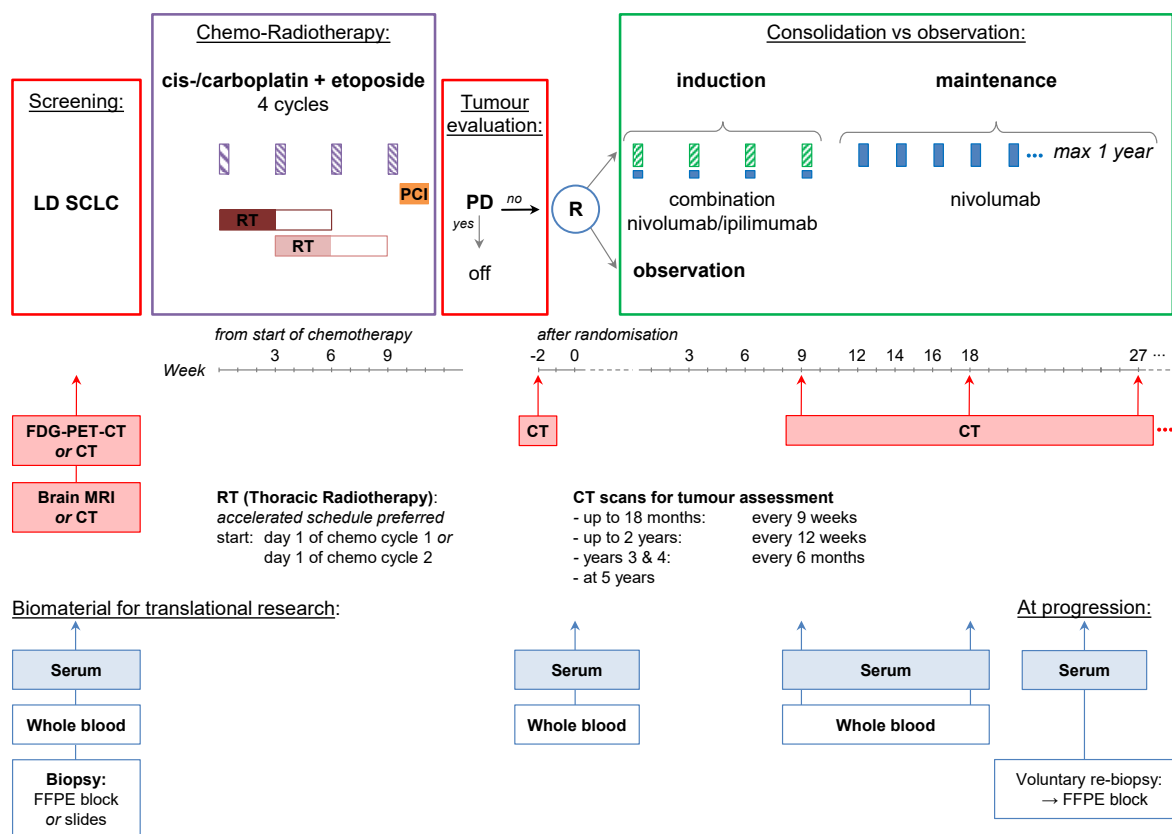 Screening:
LD SCLC
Chemo-Radiotherapy:
cis-/carboplatin + etoposide
4 cycles
PCI
RT
RT
Tumour
evaluation:
PD
no
yes
off
R
Consolidation vs observation:
induction
maintenance
... max 1 year
combination
nivolumab/ipilimumab
nivolumab
observation
from start of chemotherapy
after randomisation
Week
3 6 9
-2 0 3 6 9 12 14 16 18 27 ...
FDG-PET-CT
or CT
Brain MRI
or CT
CT
CT
...
RT (Thoracic Radiotherapy):
accelerated schedule preferred
start: day 1 of chemo cycle 1 or
day 1 of chemo cycle 2
CT scans for tumour assessment
- up to 18 months: every 9 weeks
- up to 2 years: every 12 weeks
- years 3 & 4: every 6 months
- at 5 years
Biomaterial for translational research:
At progression:
Serum
Serum
Serum
Serum
Whole blood
Whole blood
Whole blood
Biopsy:
FFPE block
or slides
Voluntary re-biopsy:
→ FFPE block